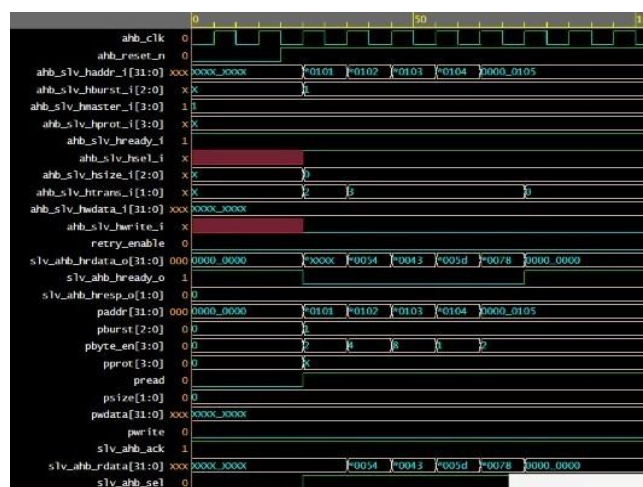 0 50 1
ahb_clk 0
ahb_reset_n 0
ahb_slv_haddr_i[31:0] xxx xxxx_xxxx *0101 *0102 *0103 *0104 0000_0105
ahb_slv_hburst_i[2:0] x x 1
ahb_slv_hmaster_i[3:0] 1 1
ahb_slv_hprot_i[3:0] x x
ahb_slv_hready_i 1
ahb_slv_hsel_i x
ahb_slv_hsize_i[2:0] x x 0
ahb_slv_htrans_i[1:0] x x 2 3 0
ahb_slv_hwdata_i[31:0] xxx xxxx_xxxx
ahb_slv_hwrite_i x
retry_enable 0
slv_ahb_hrdata_o[31:0] 000 0000_0000 *xxxx *0054 *0043 *005d *0078 0000_0000
slv_ahb_hready_o 1
slv_ahb_hresp_o[1:0] 0 0
paddr[31:0] 000 0000_0000 *0101 *0102 *0103 *0104 0000_0105
pburst[2:0] 0 0 1
pbyte_en[3:0] 0 0 2 4 8 1 2
pprot[3:0] 0 0 x
pread 0
psize[1:0] 0 0
pwdata[31:0] xxx xxxx_xxxx
pwrite 0
slv_ahb_ack 1
slv_ahb_rdata[31:0] xxx xxxx_xxxx *0054 *0043 *005d *0078 0000_0000
slv_ahb_sel 0